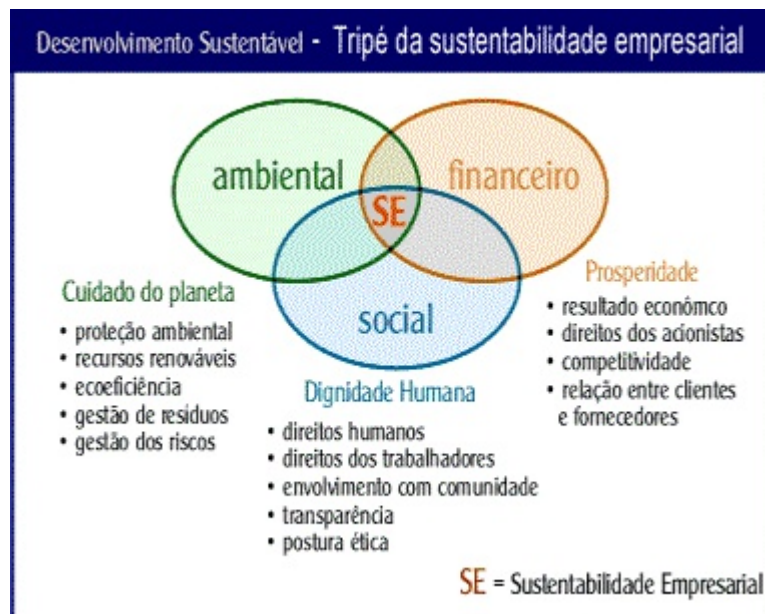 Desenvolvimento Sustentável - Tripé da sustentabilidade empresarial
ambiental
financeiro
SE
social
Cuidado do planeta
• proteção ambiental
• recursos renováveis
• ecoeficiência
• gestão de resíduos
• gestão dos riscos
Dignidade Humana
• direitos humanos
• direitos dos trabalhadores
• envolvimento com comunidade
• transparência
• postura ética
Prosperidade
• resultado econômco
• direitos dos acionistas
• competitividade
• relação entre clientes
e fornecedores
SE = Sustentabilidade Empresarial